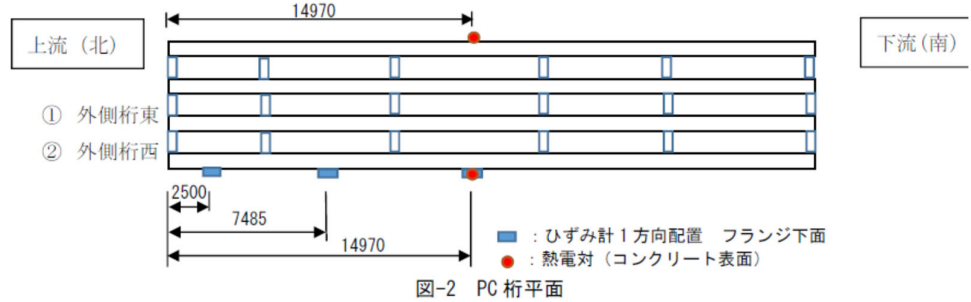 14970
上流（北）
下流(南)
① 外側桁東
② 外側桁西
2500
7485
14970
：ひずみ計１方向配置　フランジ下面
：熱電対（コンクリート表面）
図-2　PC 桁平面